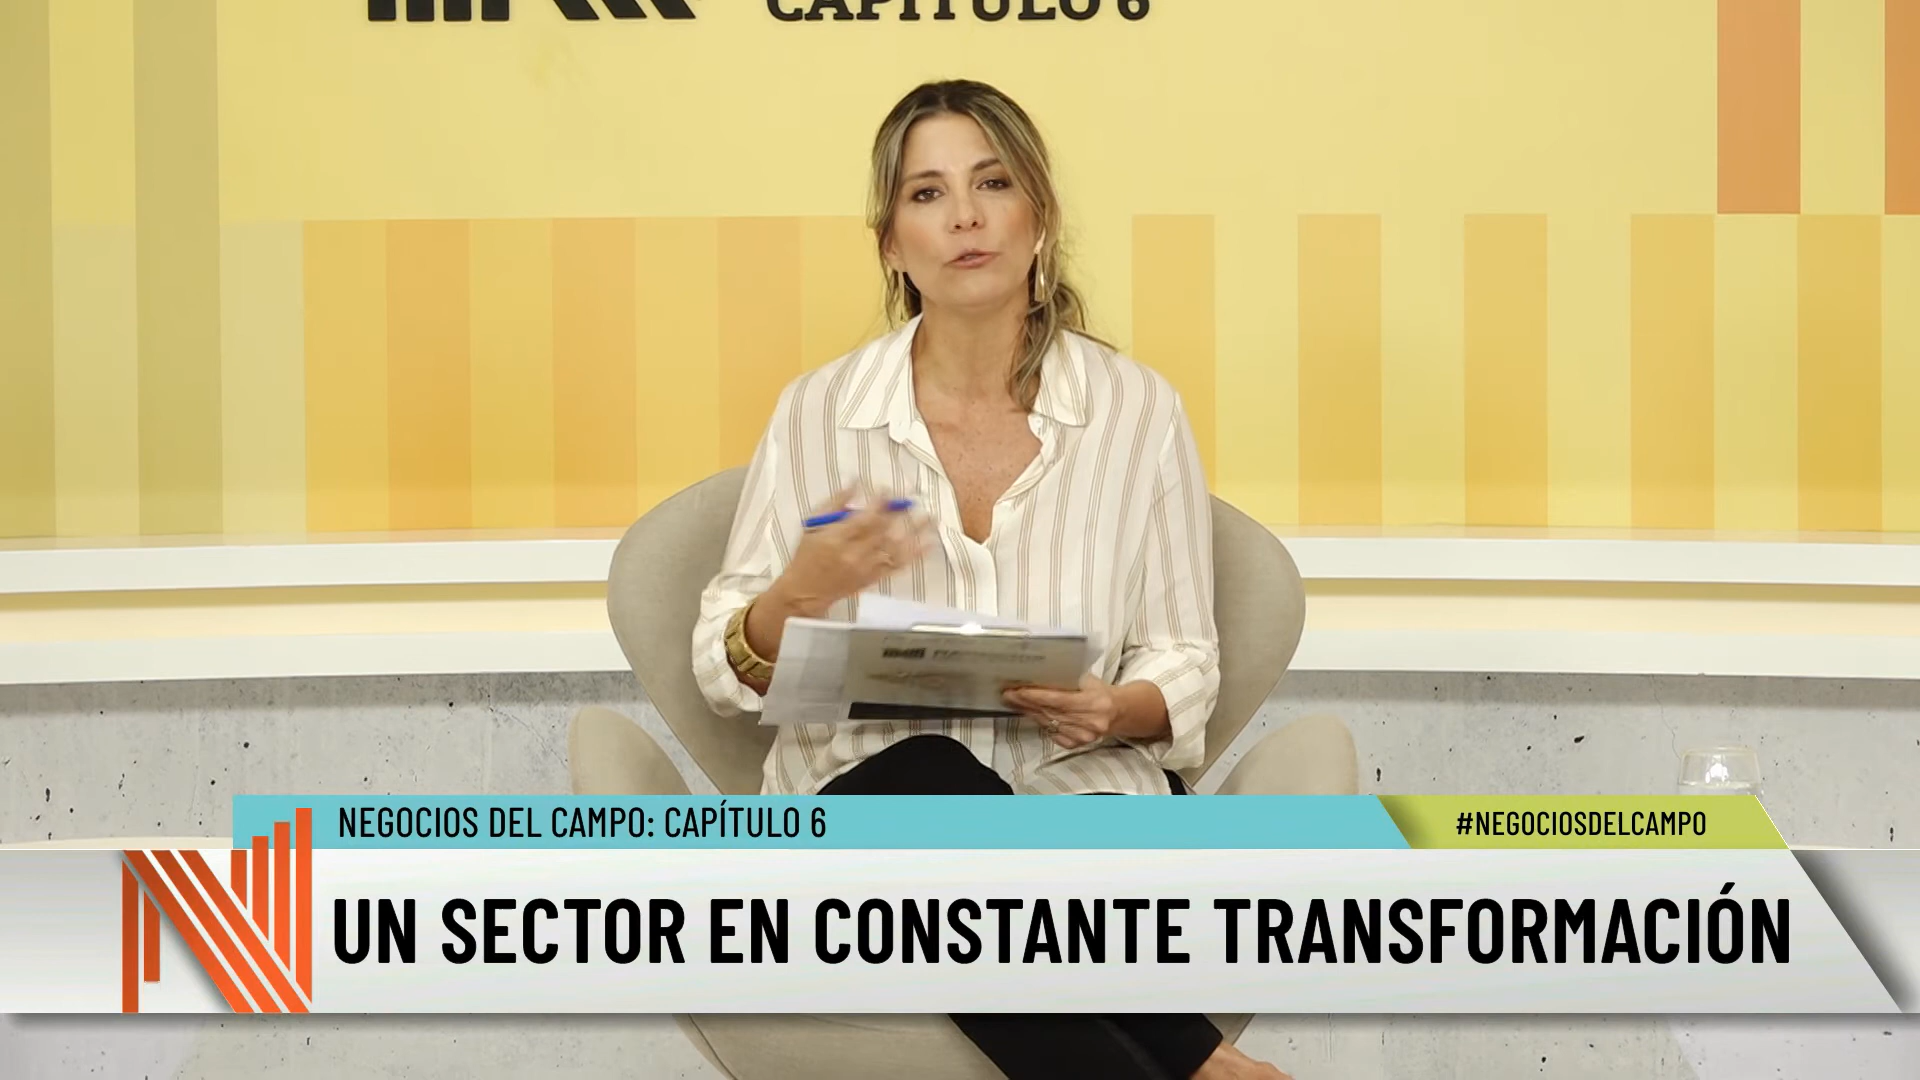 CAPÍTULO 6
NEGOCIOS DEL CAMPO: CAPÍTULO 6
#NEGOCIOSDELCAMPO
UN SECTOR EN CONSTANTE TRANSFORMACIÓN